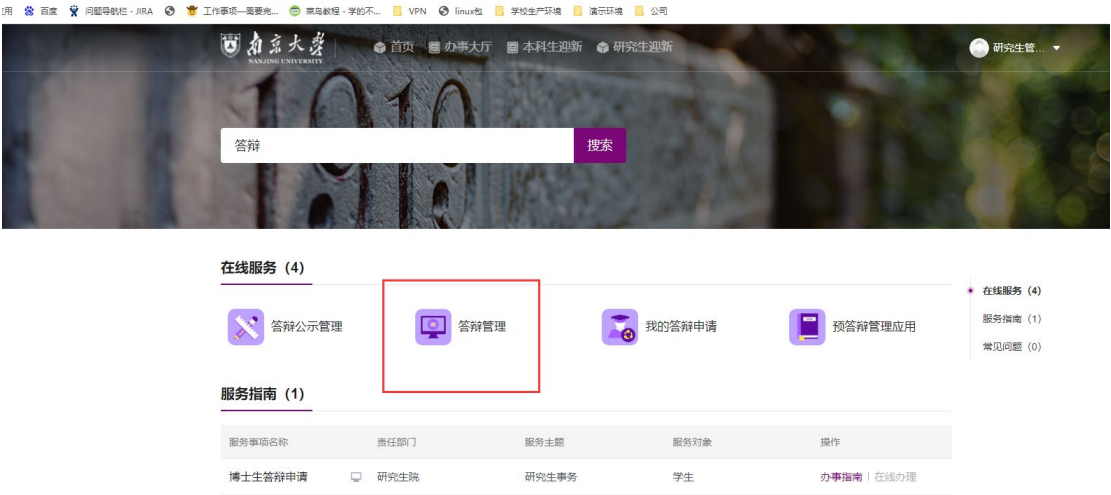 用 百度 问题导航栏 - JIRA 工作事项—需要完... 菜鸟教程 - 学的不... VPN linux包 学校生产环境 演示环境 公司
南京大學 首页 办事大厅 本科生迎新 研究生迎新 研究生管... ▼
NANJING UNIVERSITY
答辩 搜索
在线服务（4）
答辩公示管理 答辩管理 我的答辩申请 预答辩管理应用
在线服务（4）
服务指南（1）
常见问题（0）
服务指南（1）
服务事项名称 责任部门 服务主题 服务对象 操作
博士生答辩申请 研究生院 研究生事务 学生 办事指南 | 在线办理